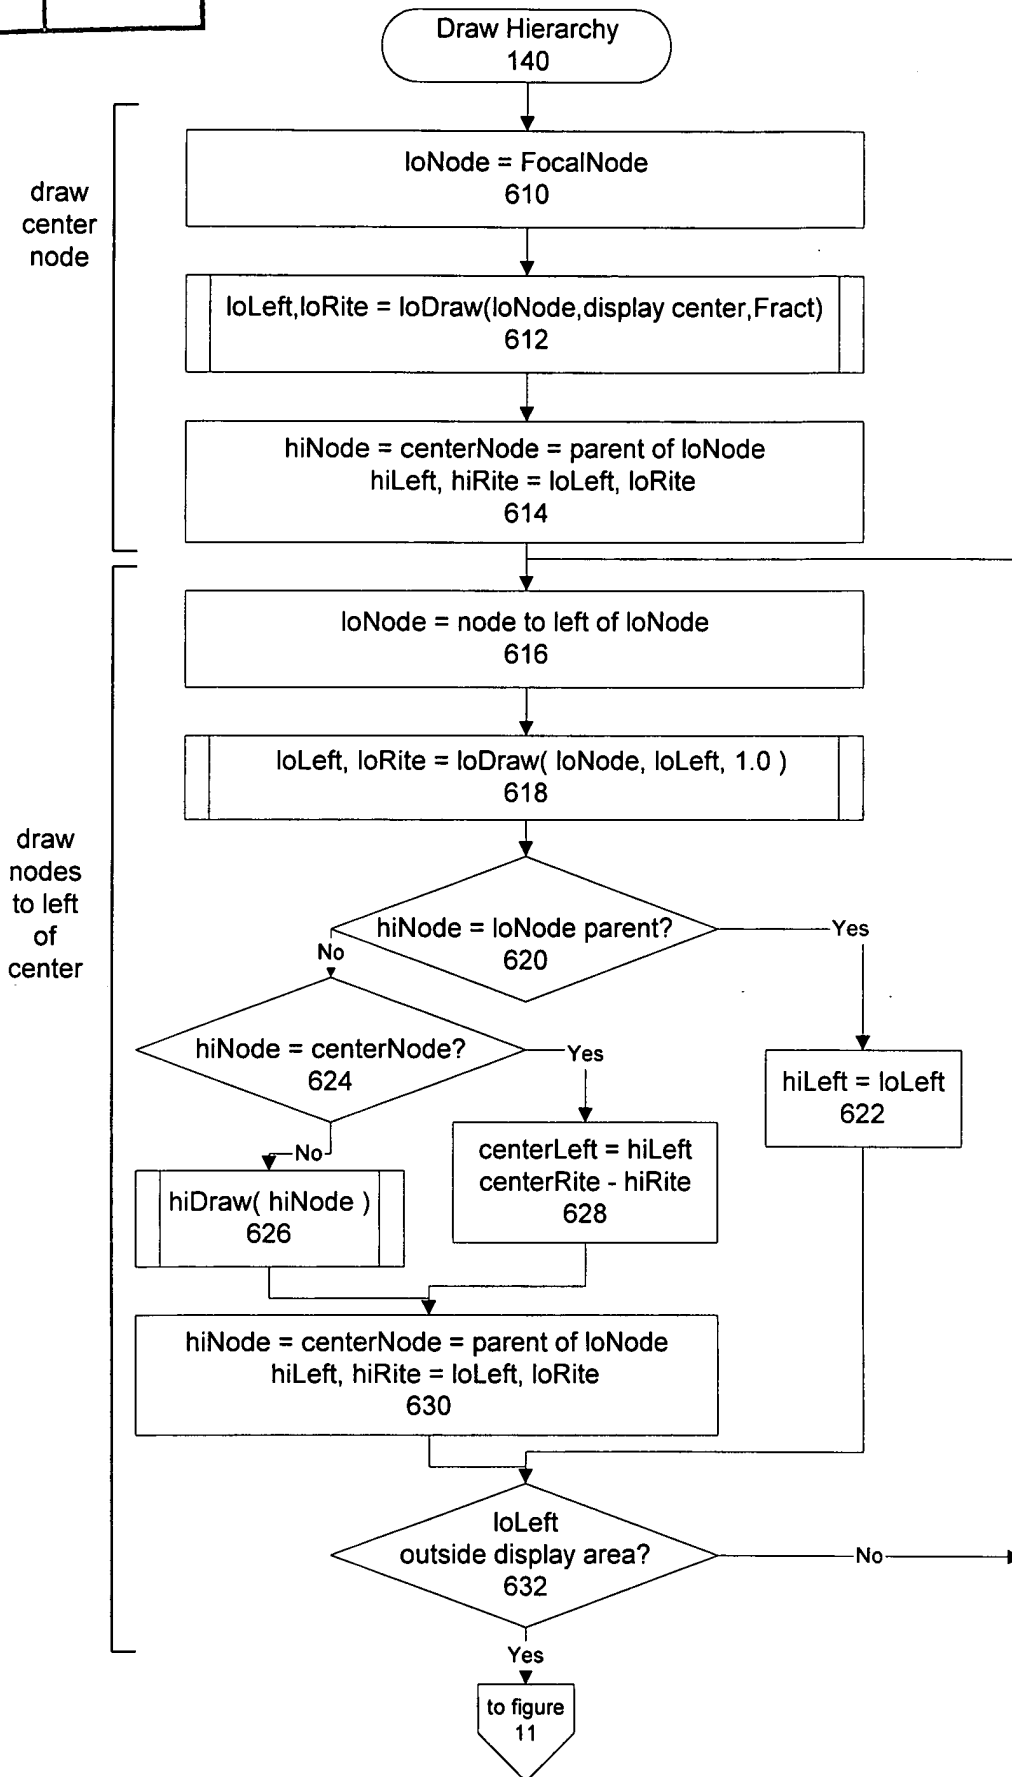 Draw Hierarchy
140
draw
center
node
loNode = FocalNode
610
loLeft,loRite = loDraw(loNode,display center,Fract)
612
hiNode = centerNode = parent of loNode
hiLeft, hiRite = loLeft, loRite
614
draw
nodes
to left
of
center
loNode = node to left of loNode
616
loLeft, loRite = loDraw( loNode, loLeft, 1.0 )
618
hiNode = loNode parent?
620
Yes
No
hiNode = centerNode?
624
Yes
hiLeft = loLeft
622
No
centerLeft = hiLeft
centerRite - hiRite
628
hiDraw( hiNode )
626
hiNode = centerNode = parent of loNode
hiLeft, hiRite = loLeft, loRite
630
loLeft
outside display area?
632
No
Yes
to figure
11